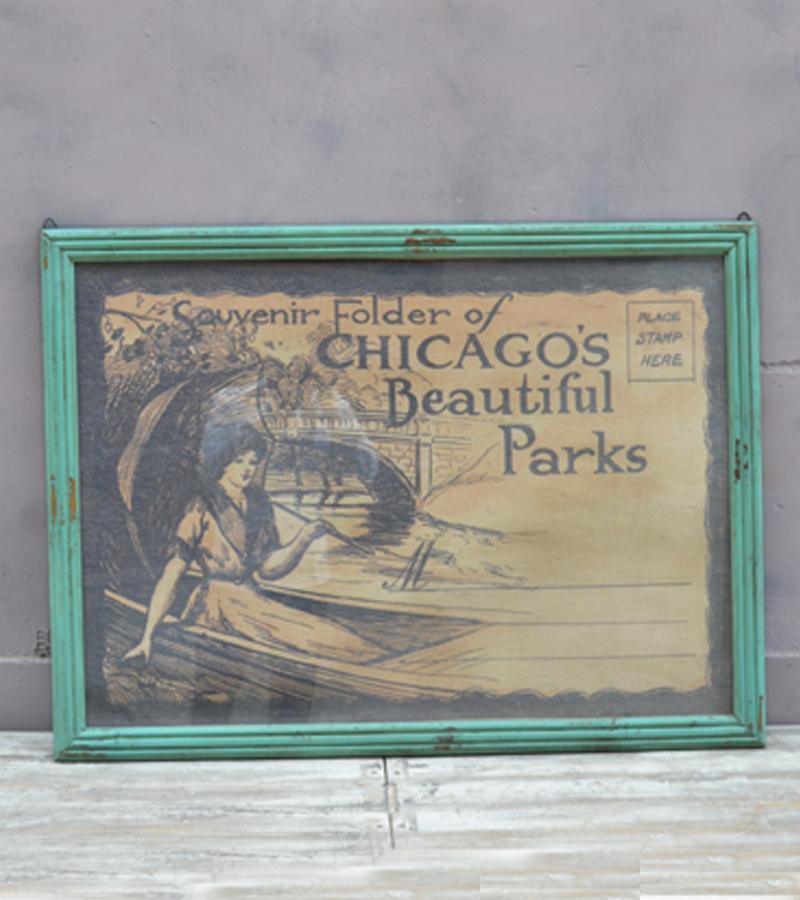 Souvenir Folder of
CHICAGO'S
Beautiful
Parks
PLACE
STAMP
HERE
M